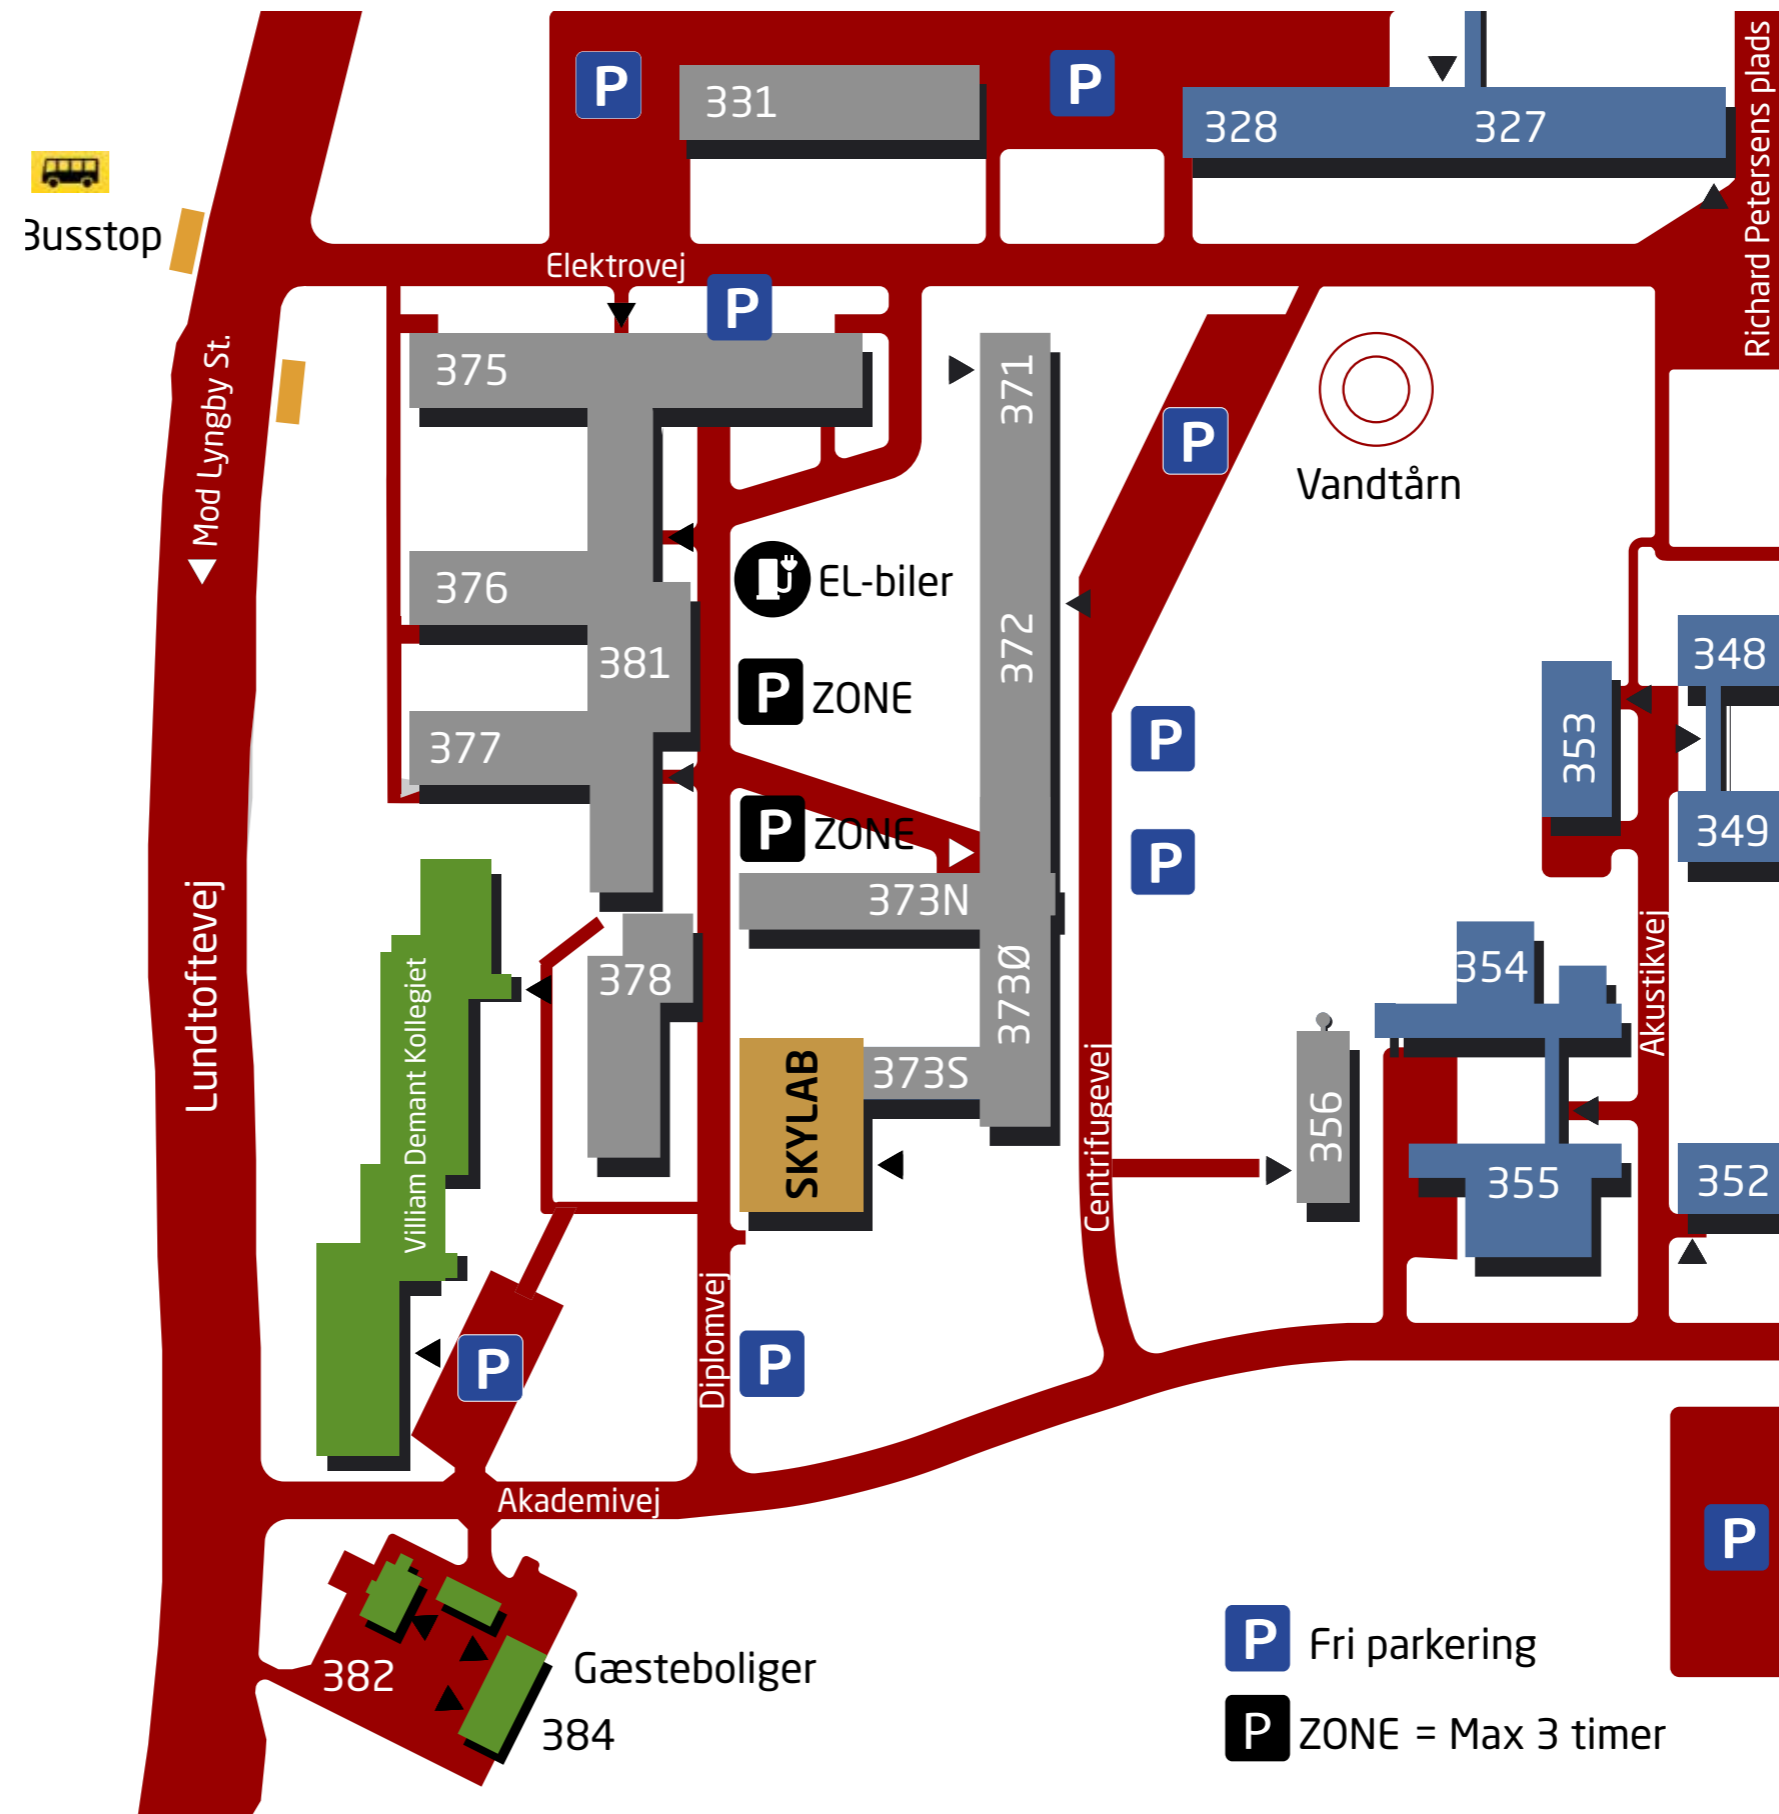 P
P
331
328
327
Richard Petersens plads
Busstop
Elektrovej
P
375
371
P
Mod Lyngby St.
Vandtårn
376
EL-biler
372
381
P ZONE
348
P
353
377
P ZONE
349
P
373N
Lundtoftevej
Villiam Demant Kollegiet
378
373Ø
354
Akustikvej
SKYLAB
373S
Centrifugevej
356
355
352
P
Diplomvej
P
Akademivej
P
382
Gæsteboliger
384
P Fri parkering
P ZONE = Max 3 timer